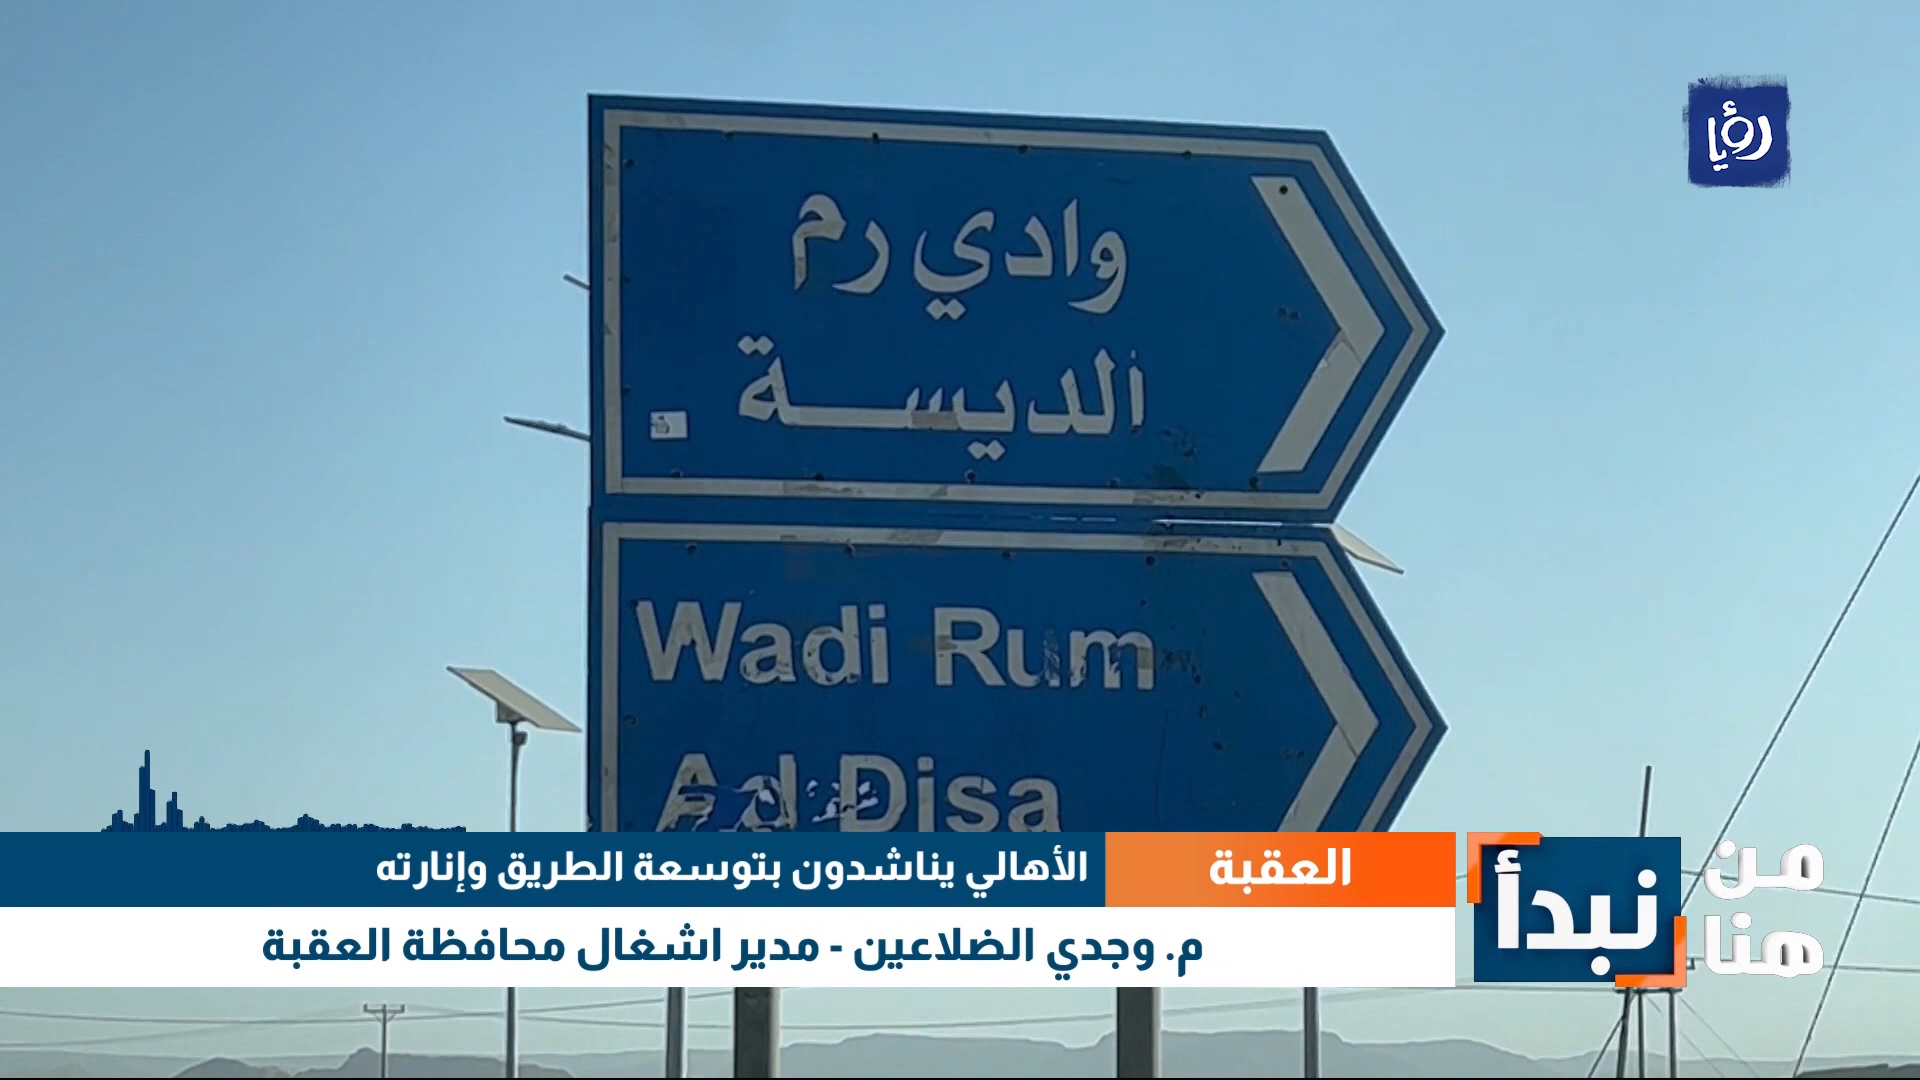 رؤيا
وادي رم
الديسة
Wadi Rum
Ad Disa
العقبة
الأهالي يناشدون بتوسعة الطريق وإنارته
م. وجدي الضلاعين - مدير اشغال محافظة العقبة
من
هنا
نبدأ